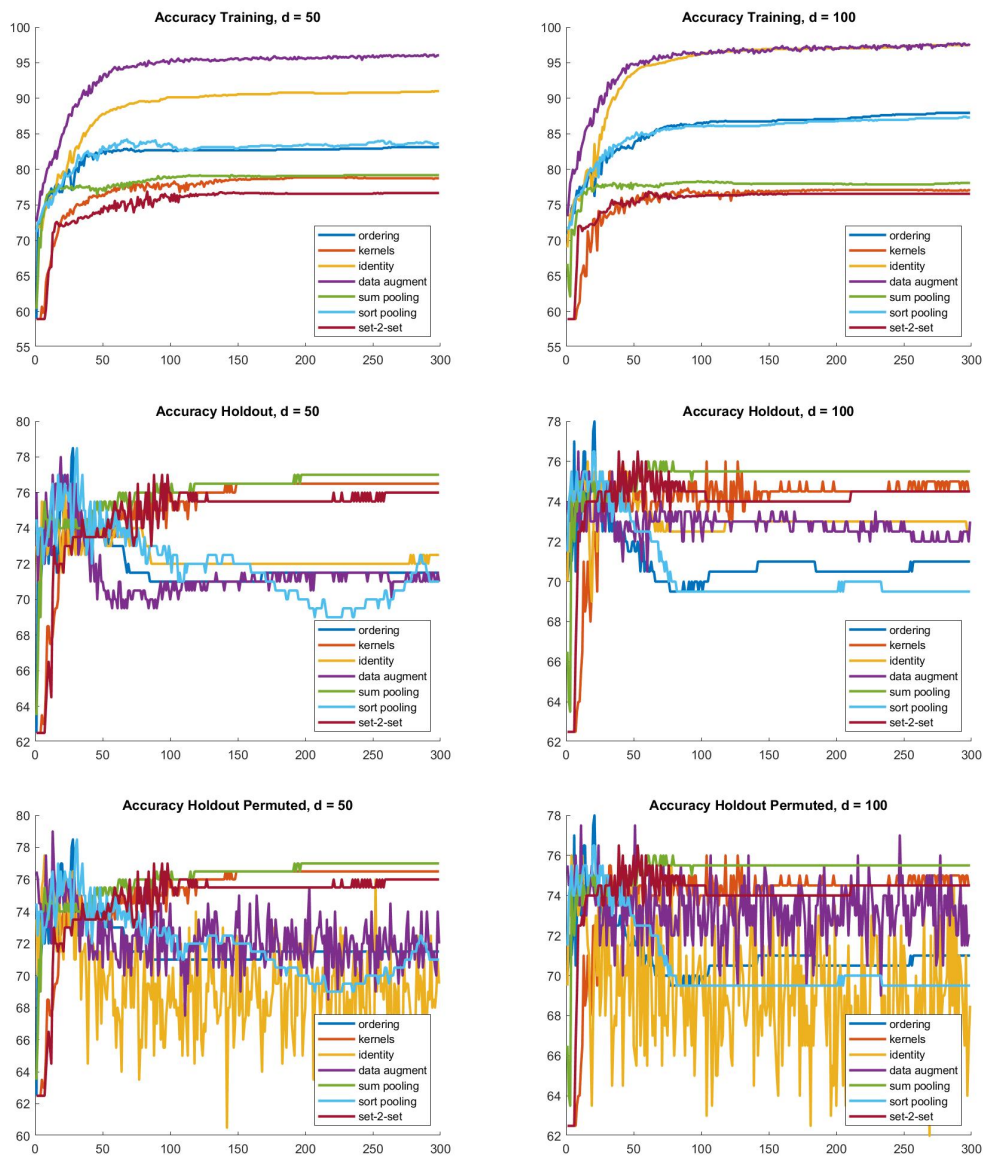 Accuracy Training, d = 50
100
95
90
85
80
75
70
65
60
55
0 50 100 150 200 250 300
ordering
kernels
identity
data augment
sum pooling
sort pooling
set-2-set
Accuracy Training, d = 100
100
95
90
85
80
75
70
65
60
55
0 50 100 150 200 250 300
ordering
kernels
identity
data augment
sum pooling
sort pooling
set-2-set
Accuracy Holdout, d = 50
80
78
76
74
72
70
68
66
64
62
0 50 100 150 200 250 300
ordering
kernels
identity
data augment
sum pooling
sort pooling
set-2-set
Accuracy Holdout, d = 100
78
76
74
72
70
68
66
64
62
0 50 100 150 200 250 300
ordering
kernels
identity
data augment
sum pooling
sort pooling
set-2-set
Accuracy Holdout Permuted, d = 50
80
78
76
74
72
70
68
66
64
62
60
0 50 100 150 200 250 300
ordering
kernels
identity
data augment
sum pooling
sort pooling
set-2-set
Accuracy Holdout Permuted, d = 100
78
76
74
72
70
68
66
64
62
0 50 100 150 200 250 300
ordering
kernels
identity
data augment
sum pooling
sort pooling
set-2-set